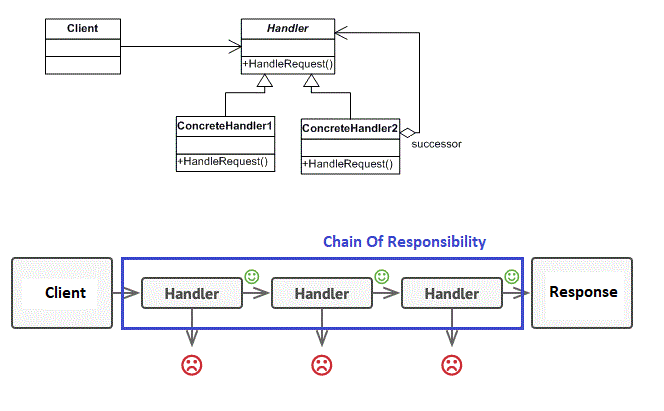 Client
Handler
+HandleRequest()
ConcreteHandler1
+HandleRequest()
ConcreteHandler2
+HandleRequest()
successor
Chain Of Responsibility
Client
Handler
Handler
Handler
Response